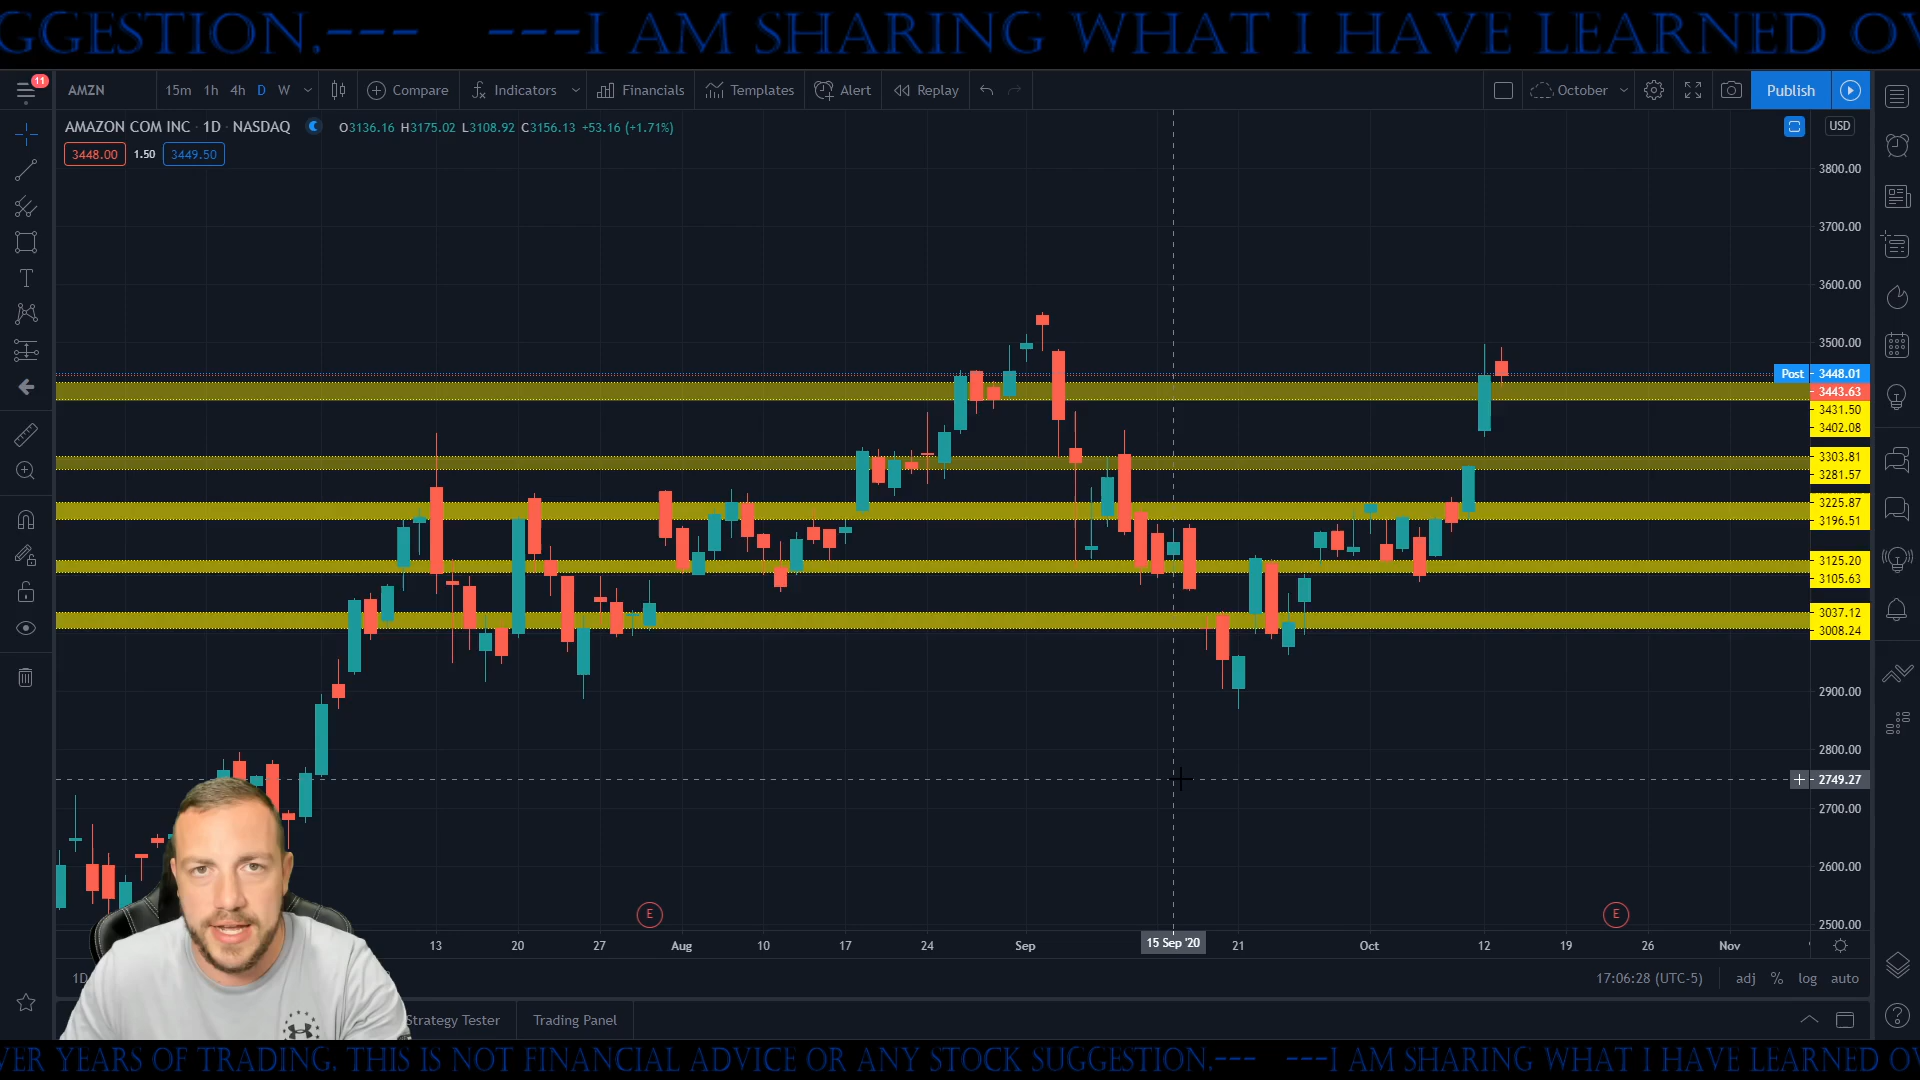 GGESTION.--- ---I AM SHARING WHAT I HAVE LEARNED OV
11
AMZN 15m 1h 4h D W Compare Indicators Financials Templates Alert Replay October Publish
AMAZON COM INC · 1D · NASDAQ O3136.16 H3175.02 L3108.92 C3156.13 +53.16 (+1.71%) USD
3448.00 1.50 3449.50
3800.00
3700.00
3600.00
3500.00
Post 3448.01
3443.63
3431.50
3402.08
3303.81
3281.57
3225.87
3196.51
3125.20
3105.63
3037.12
3008.24
2900.00
2800.00
2749.27
2700.00
2600.00
E E
2500.00
13 20 27 Aug 10 17 24 Sep 15 Sep '20 21 Oct 12 19 26 Nov
1D 17:06:28 (UTC-5) adj % log auto
Strategy Tester Trading Panel
VER YEARS OF TRADING. THIS IS NOT FINANCIAL ADVICE OR ANY STOCK SUGGESTION.--- ---I AM SHARING WHAT I HAVE LEARNED OV